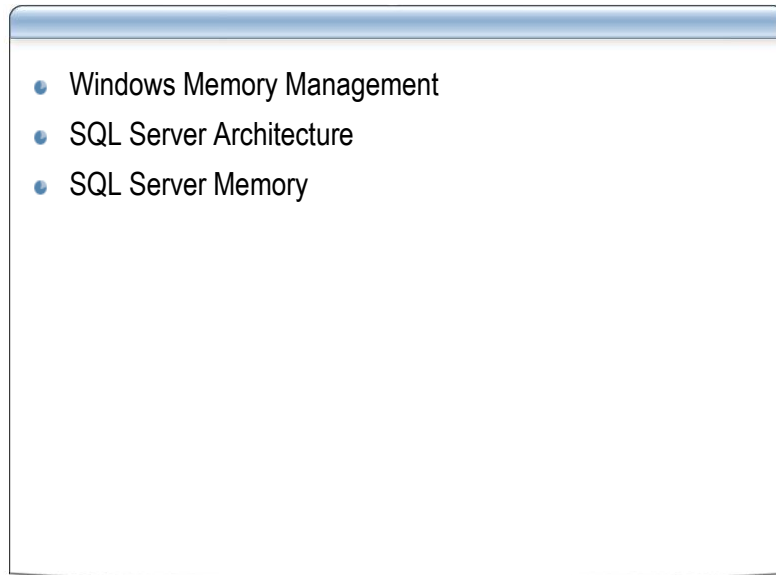 Windows Memory Management
SQL Server Architecture
SQL Server Memory